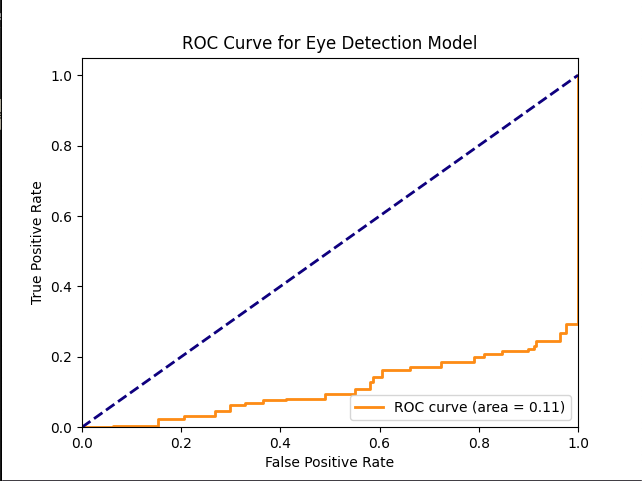 ROC Curve for Eye Detection Model
1.0
0.8
0.6
0.4
0.2
0.0
True Positive Rate
ROC curve (area = 0.11)
0.0 0.2 0.4 0.6 0.8 1.0
False Positive Rate